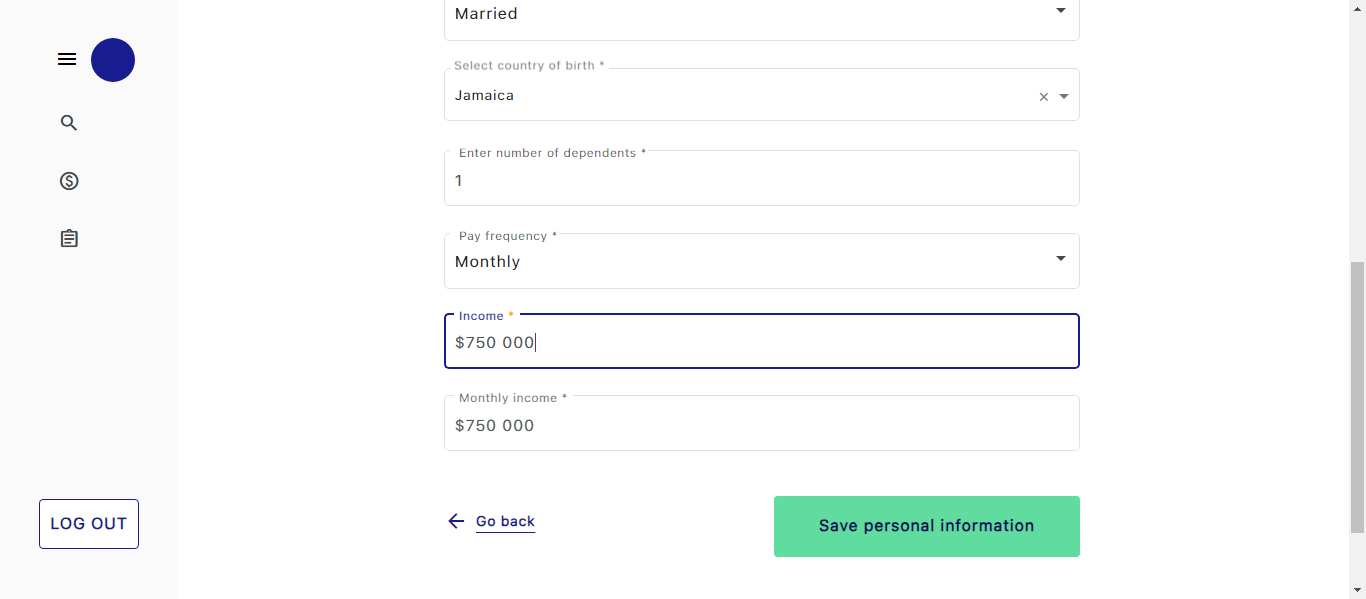 Married
Select country of birth *
Jamaica
Enter number of dependents *
1
Pay frequency *
Monthly
Income *
$750 000
Monthly income *
$750 000
LOG OUT
Go back
Save personal information